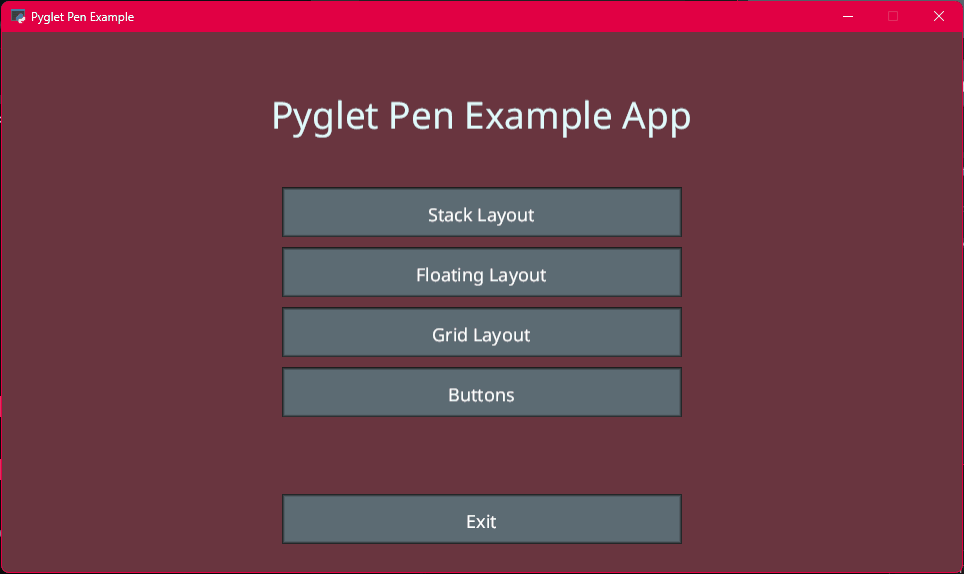 Pyglet Pen Example
Pyglet Pen Example App
Stack Layout
Floating Layout
Grid Layout
Buttons
Exit